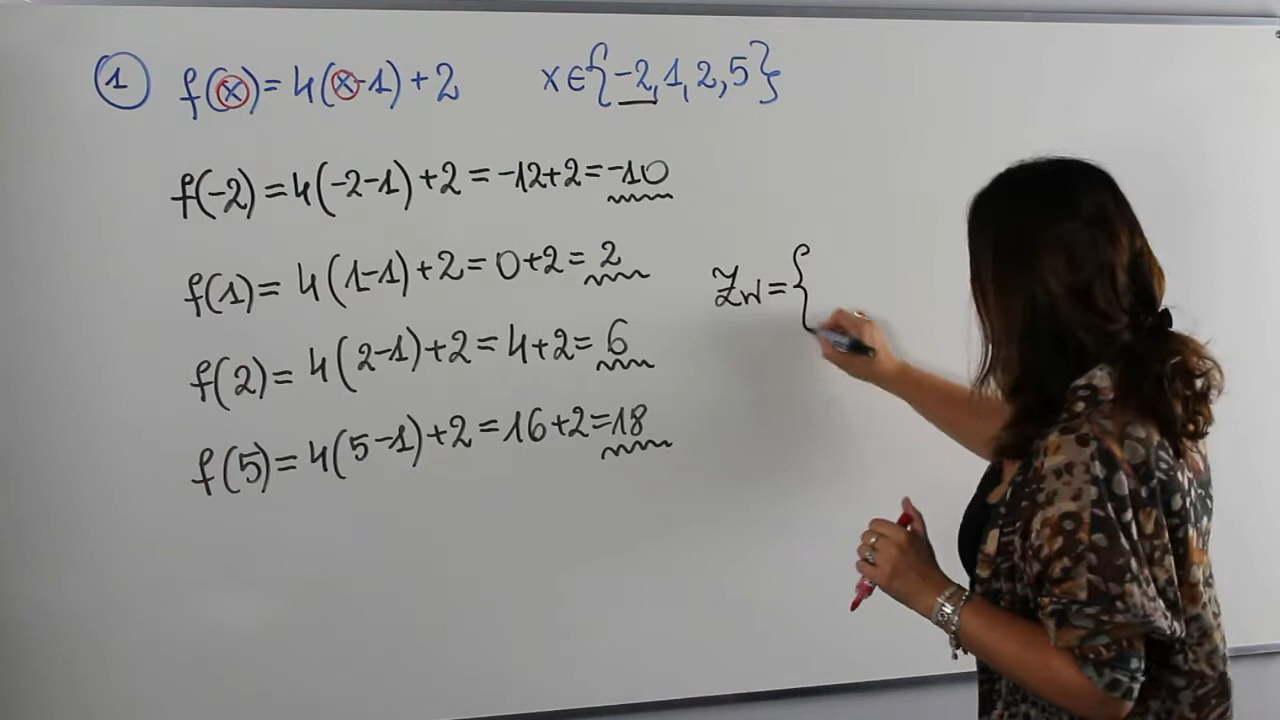 1 f(x)=4(x-1)+2 x∈{-2,1,2,5}
f(-2)=4(-2-1)+2=-12+2=-10
f(1)=4(1-1)+2=0+2=2
Zw={
f(2)=4(2-1)+2=4+2=6
f(5)=4(5-1)+2=16+2=18